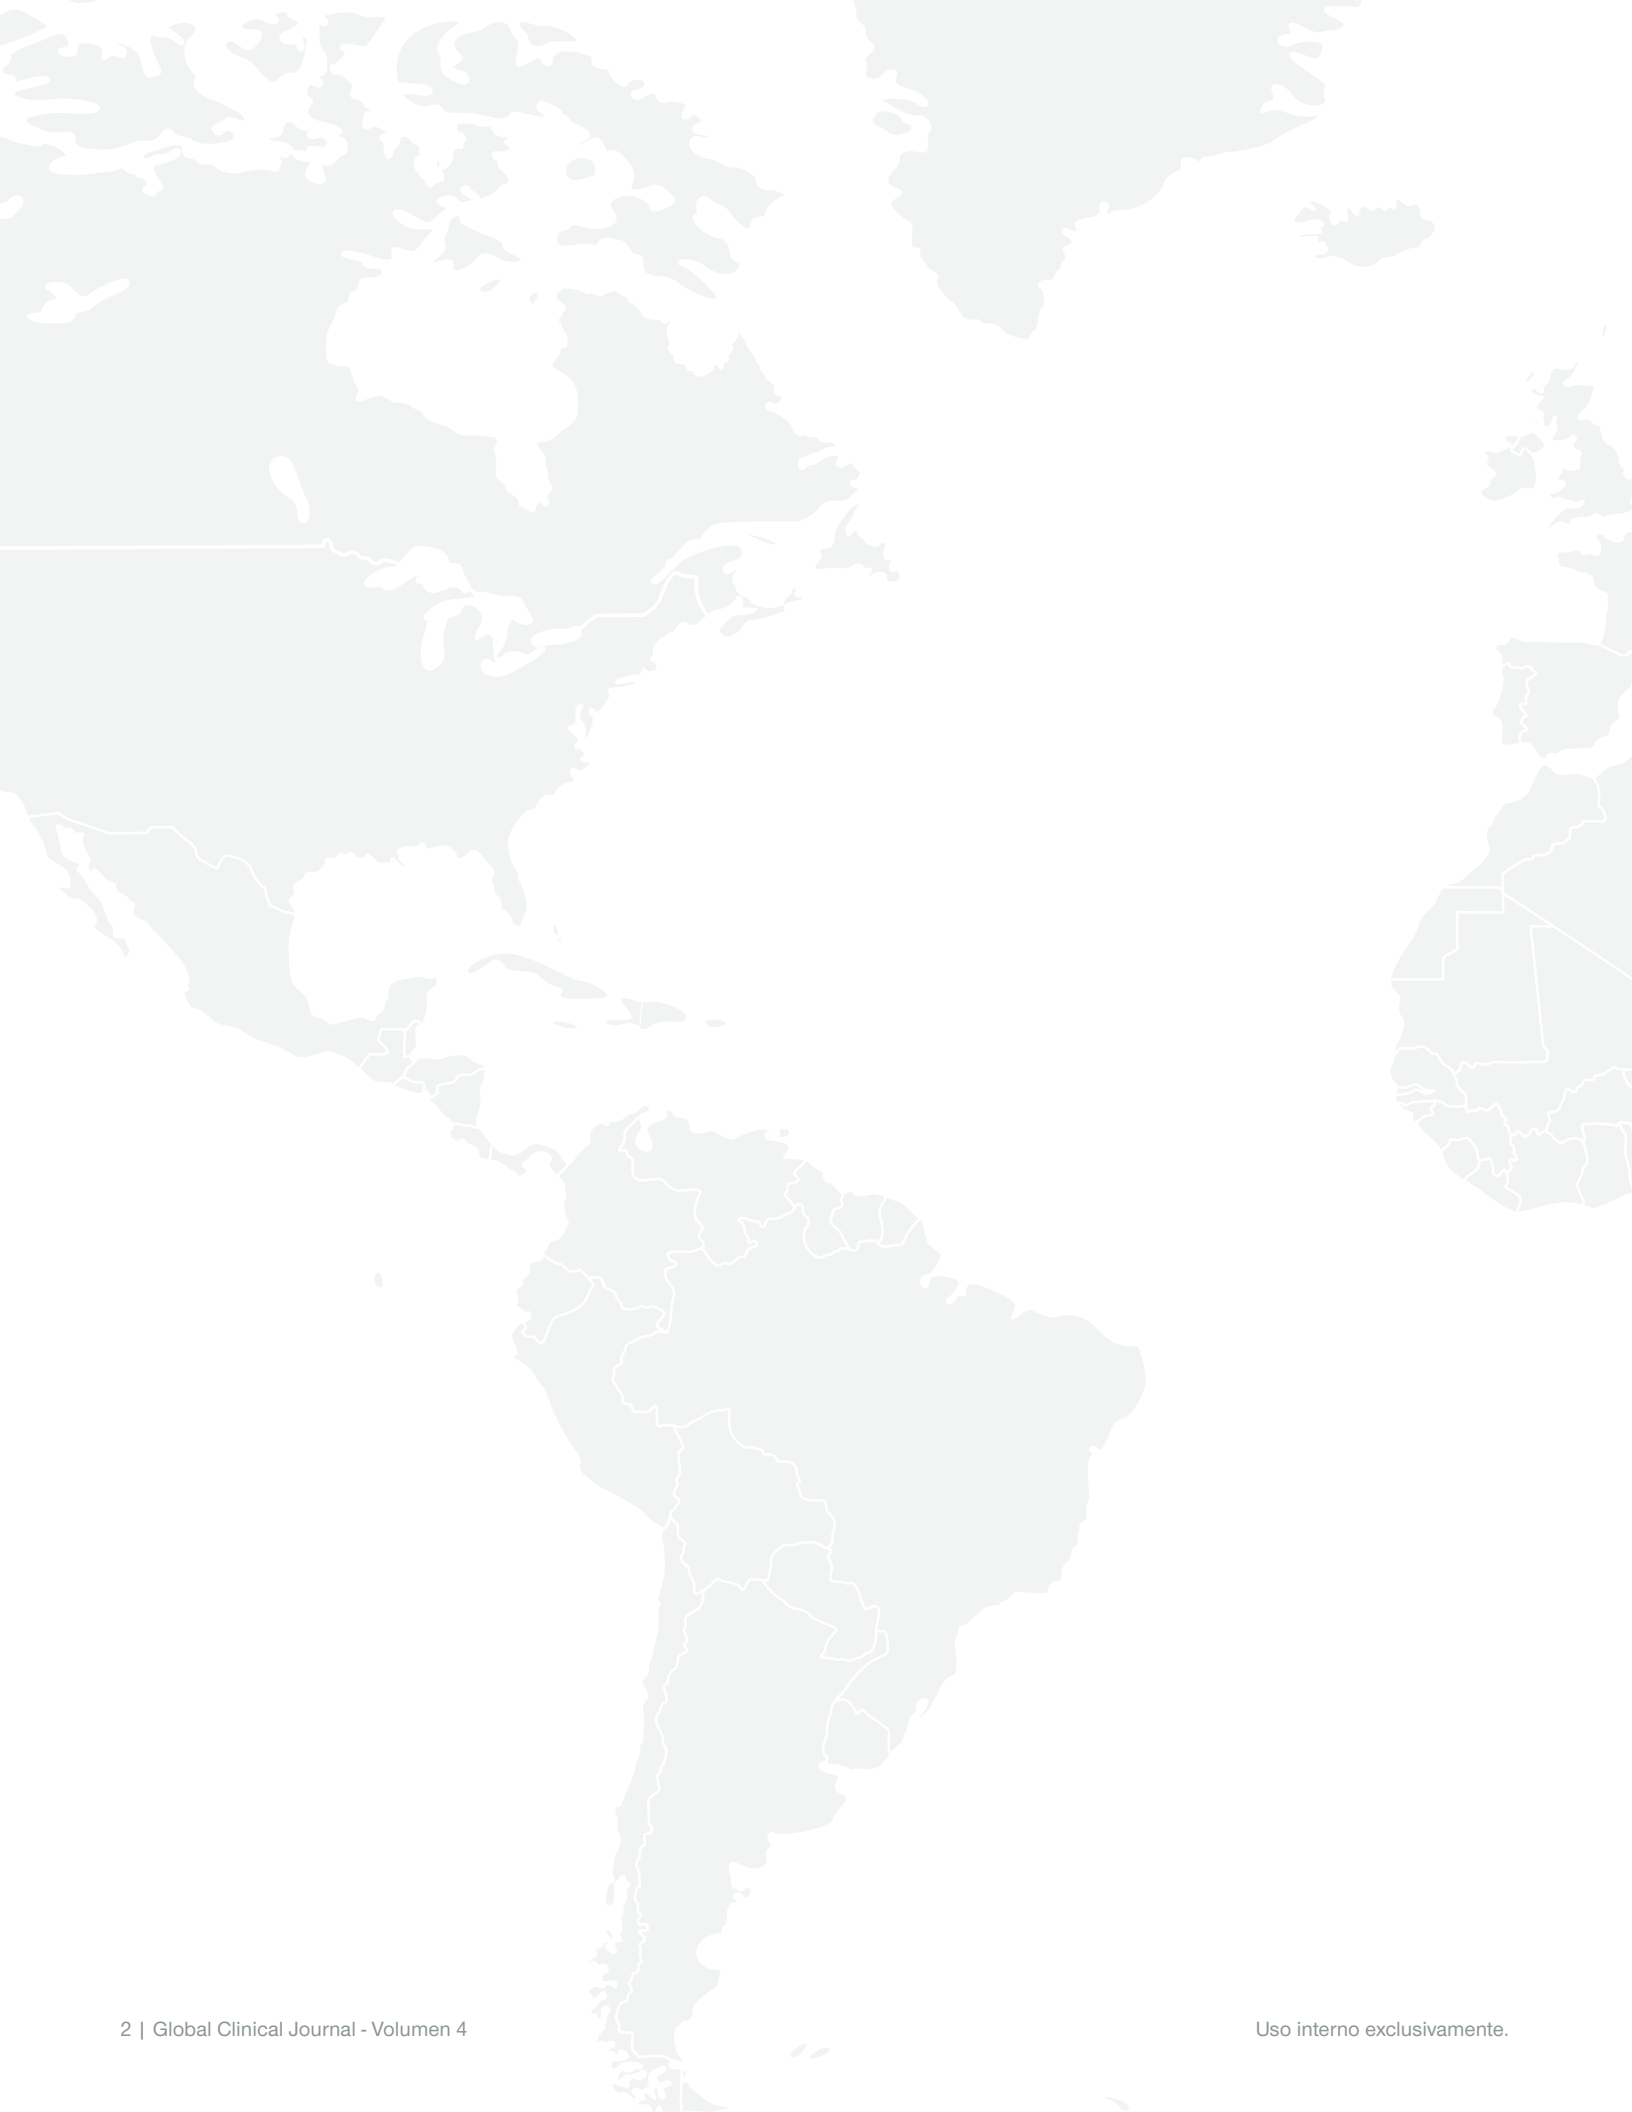 2 | Global Clinical Journal - Volumen 4
Uso interno exclusivamente.